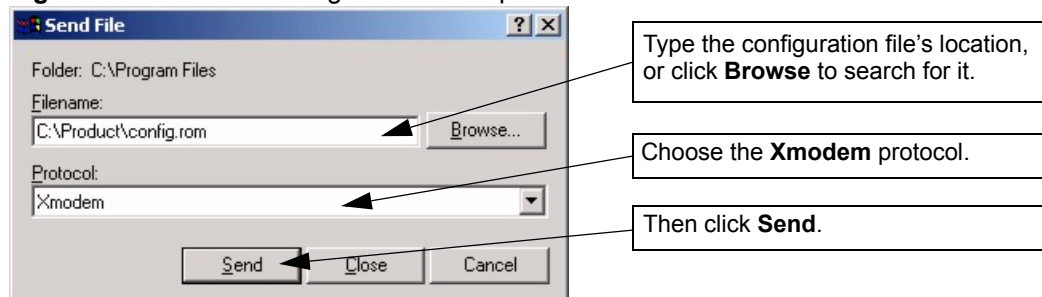 Send File
Folder: C:\Program Files
Filename:
C:\Product\config.rom
Browse...
Protocol:
Xmodem
Send
Close
Cancel
Type the configuration file's location,
or click Browse to search for it.
Choose the Xmodem protocol.
Then click Send.